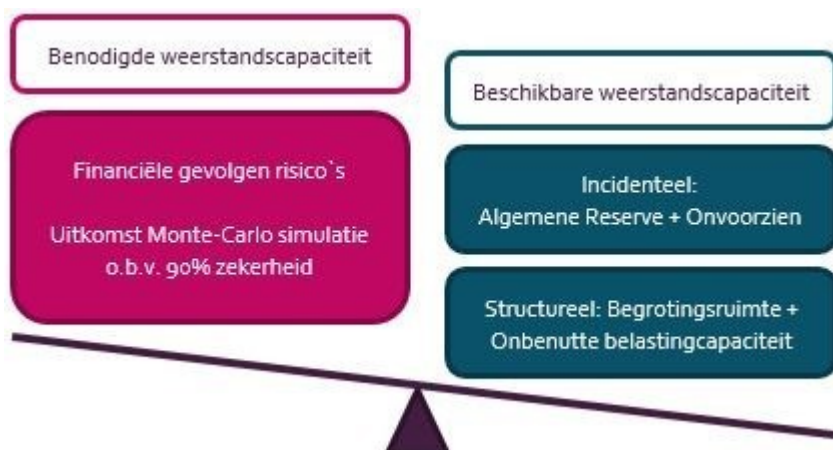 Benodigde weerstandscapaciteit
Financiële gevolgen risico`s
Uitkomst Monte-Carlo simulatie
o.b.v. 90% zekerheid
Beschikbare weerstandscapaciteit
Incidenteel:
Algemene Reserve + Onvoorzien
Structureel: Begrotingsruimte +
Onbenutte belastingcapaciteit